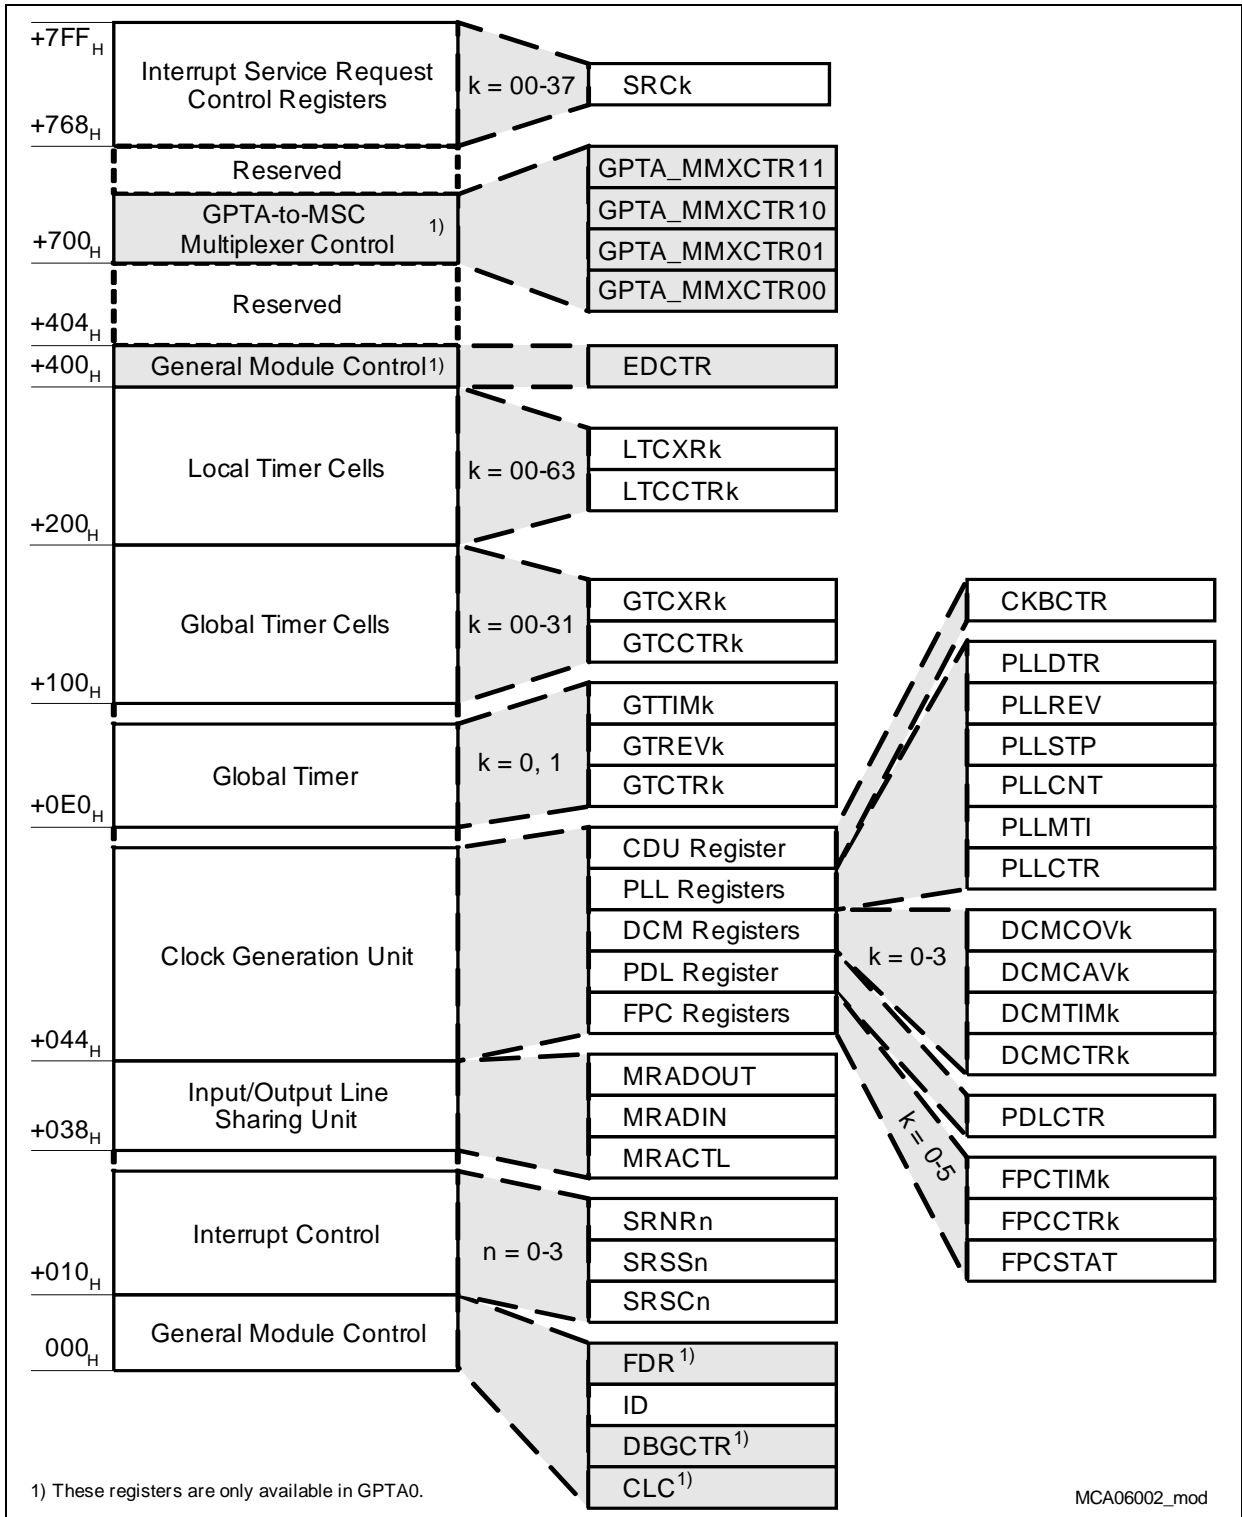 +7FFH
Interrupt Service Request
Control Registers
k = 00-37
SRCk
+768H
Reserved
GPTA_MMXCTR11
GPTA-to-MSC
Multiplexer Control 1)
GPTA_MMXCTR10
+700H
GPTA_MMXCTR01
GPTA_MMXCTR00
Reserved
+404H
+400H
General Module Control1)
EDCTR
Local Timer Cells
k = 00-63
LTCXRk
LTCCTRk
+200H
Global Timer Cells
k = 00-31
GTCXRk
GTCCTRk
+100H
Global Timer
k = 0, 1
GTTIMk
GTREVk
GTCTRk
+0E0H
Clock Generation Unit
CDU Register
PLL Registers
DCM Registers
PDL Register
FPC Registers
CKBCTR
PLLDTR
PLLREV
PLLSTP
PLLCNT
PLLMTI
PLLCTR
k = 0-3
DCMCOVk
DCMCAVk
DCMTIMk
DCMCTRk
PDLCTR
k = 0-5
FPCTIMk
FPCCTRk
FPCSTAT
+044H
Input/Output Line
Sharing Unit
MRADOUT
MRADIN
MRACTL
+038H
Interrupt Control
n = 0-3
SRNRn
SRSSn
SRSCn
+010H
General Module Control
000H
FDR1)
ID
DBGCTR1)
CLC1)
1) These registers are only available in GPTA0.
MCA06002_mod